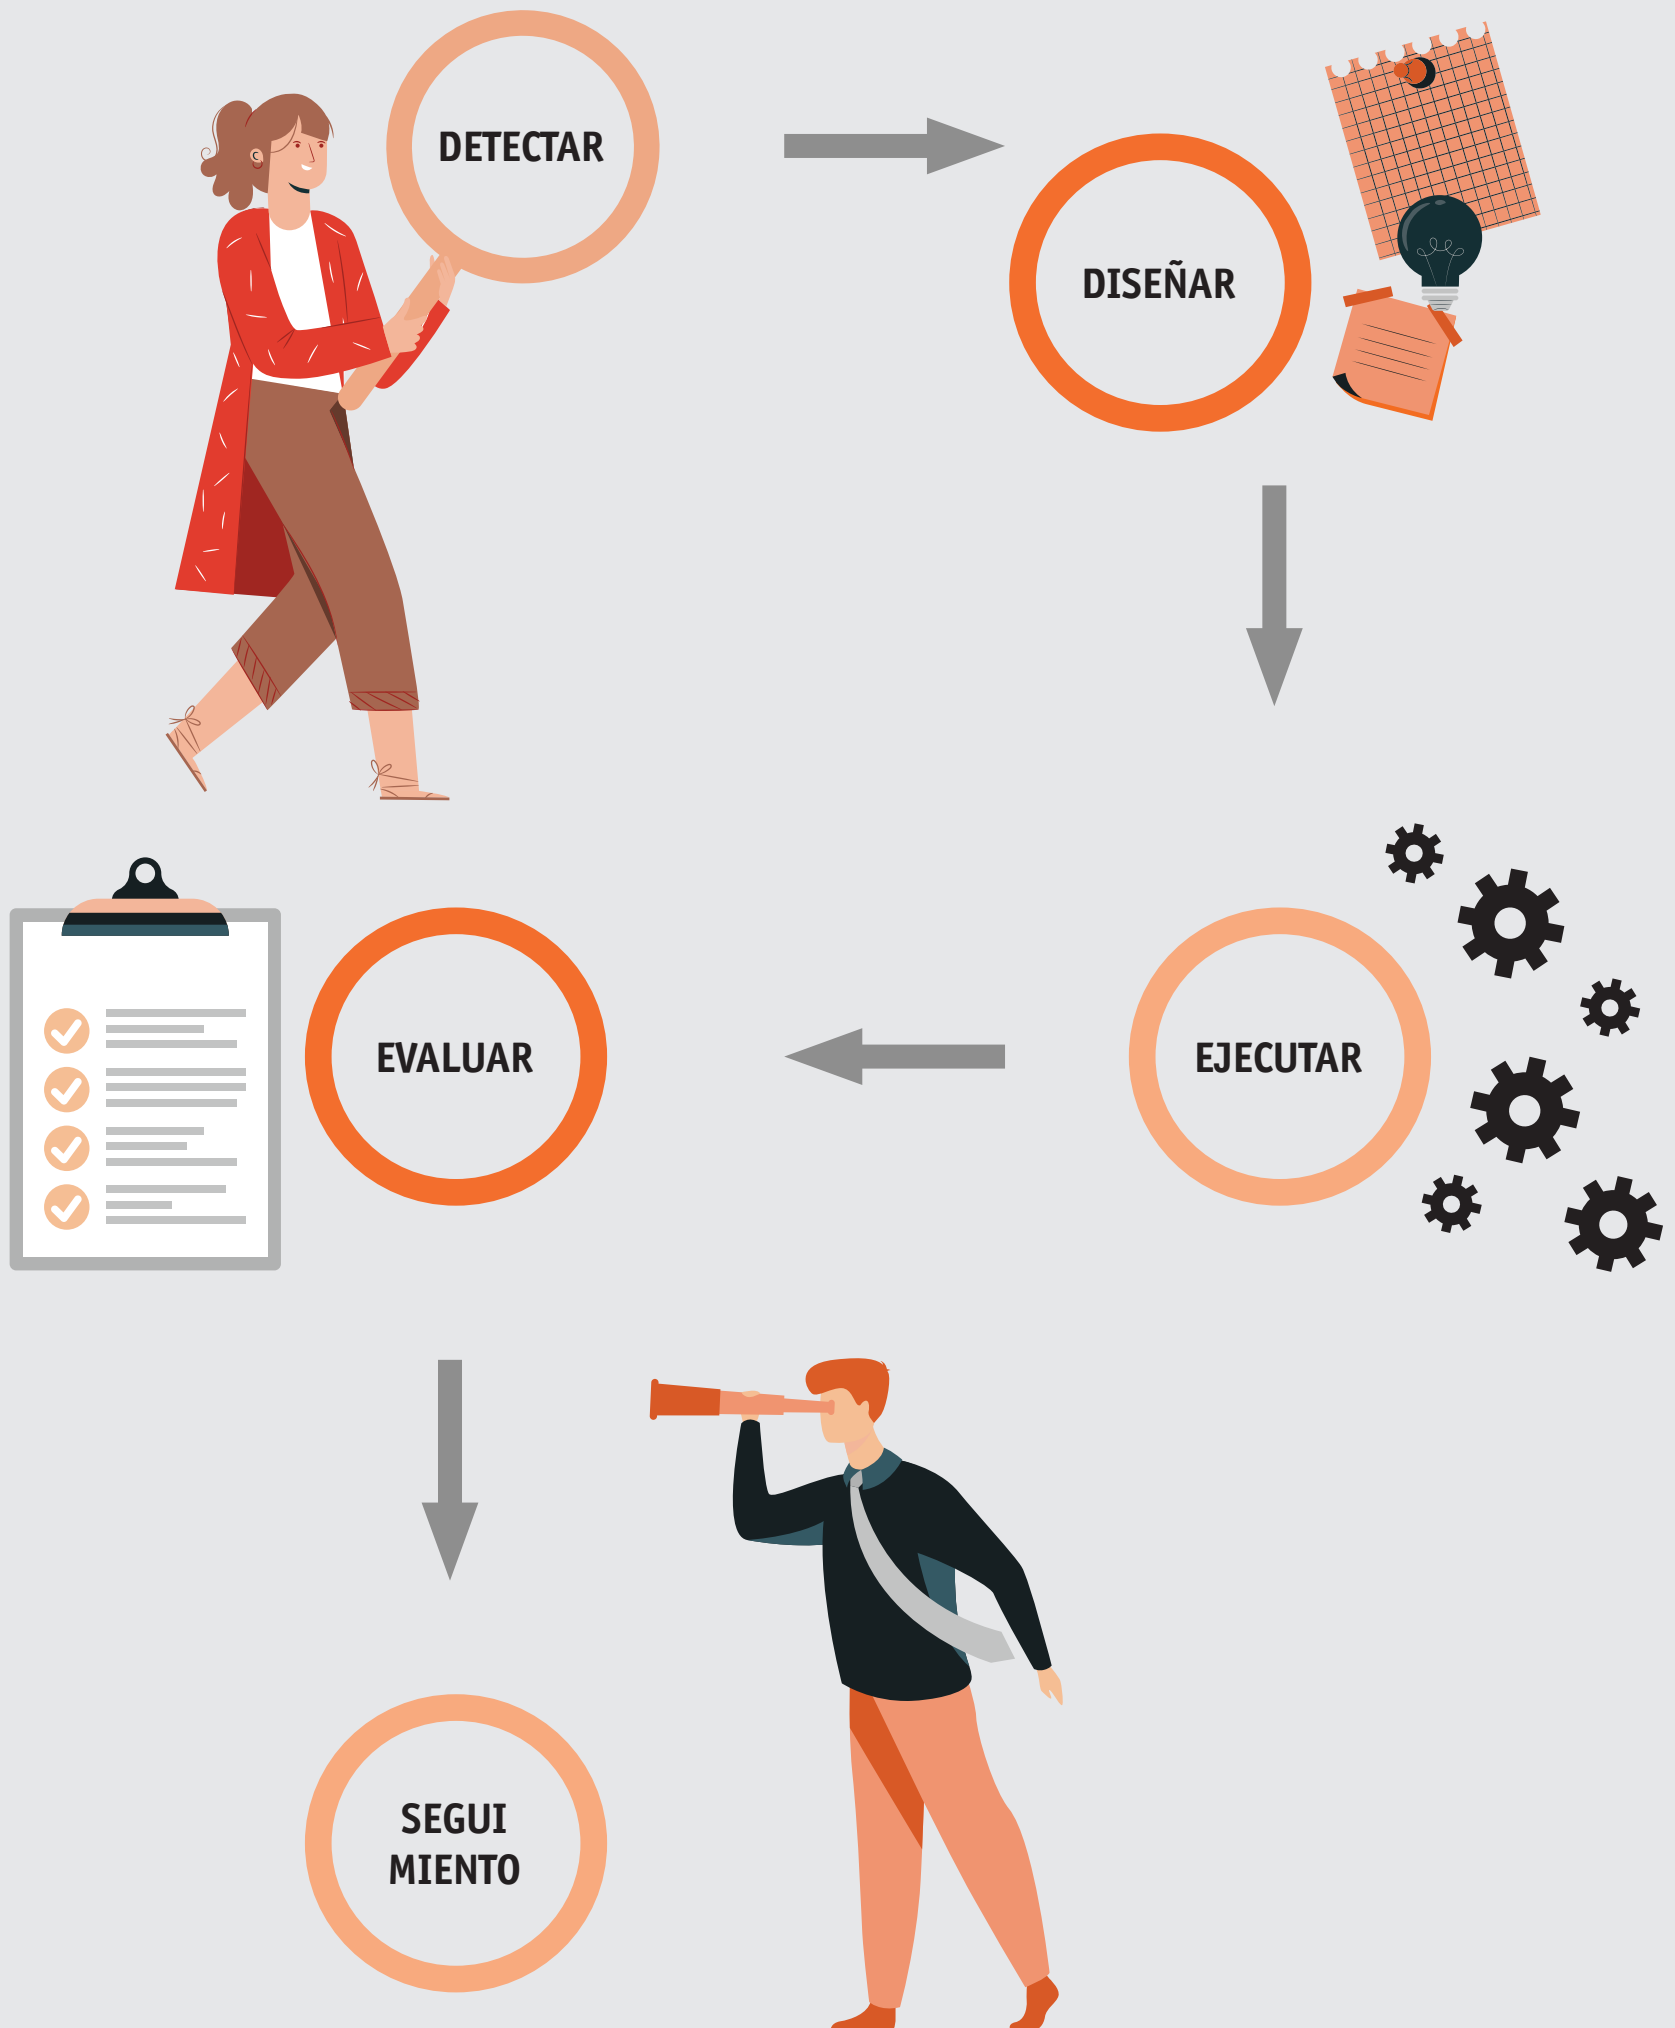 DETECTAR
DISEÑAR
EJECUTAR
EVALUAR
SEGUI
MIENTO